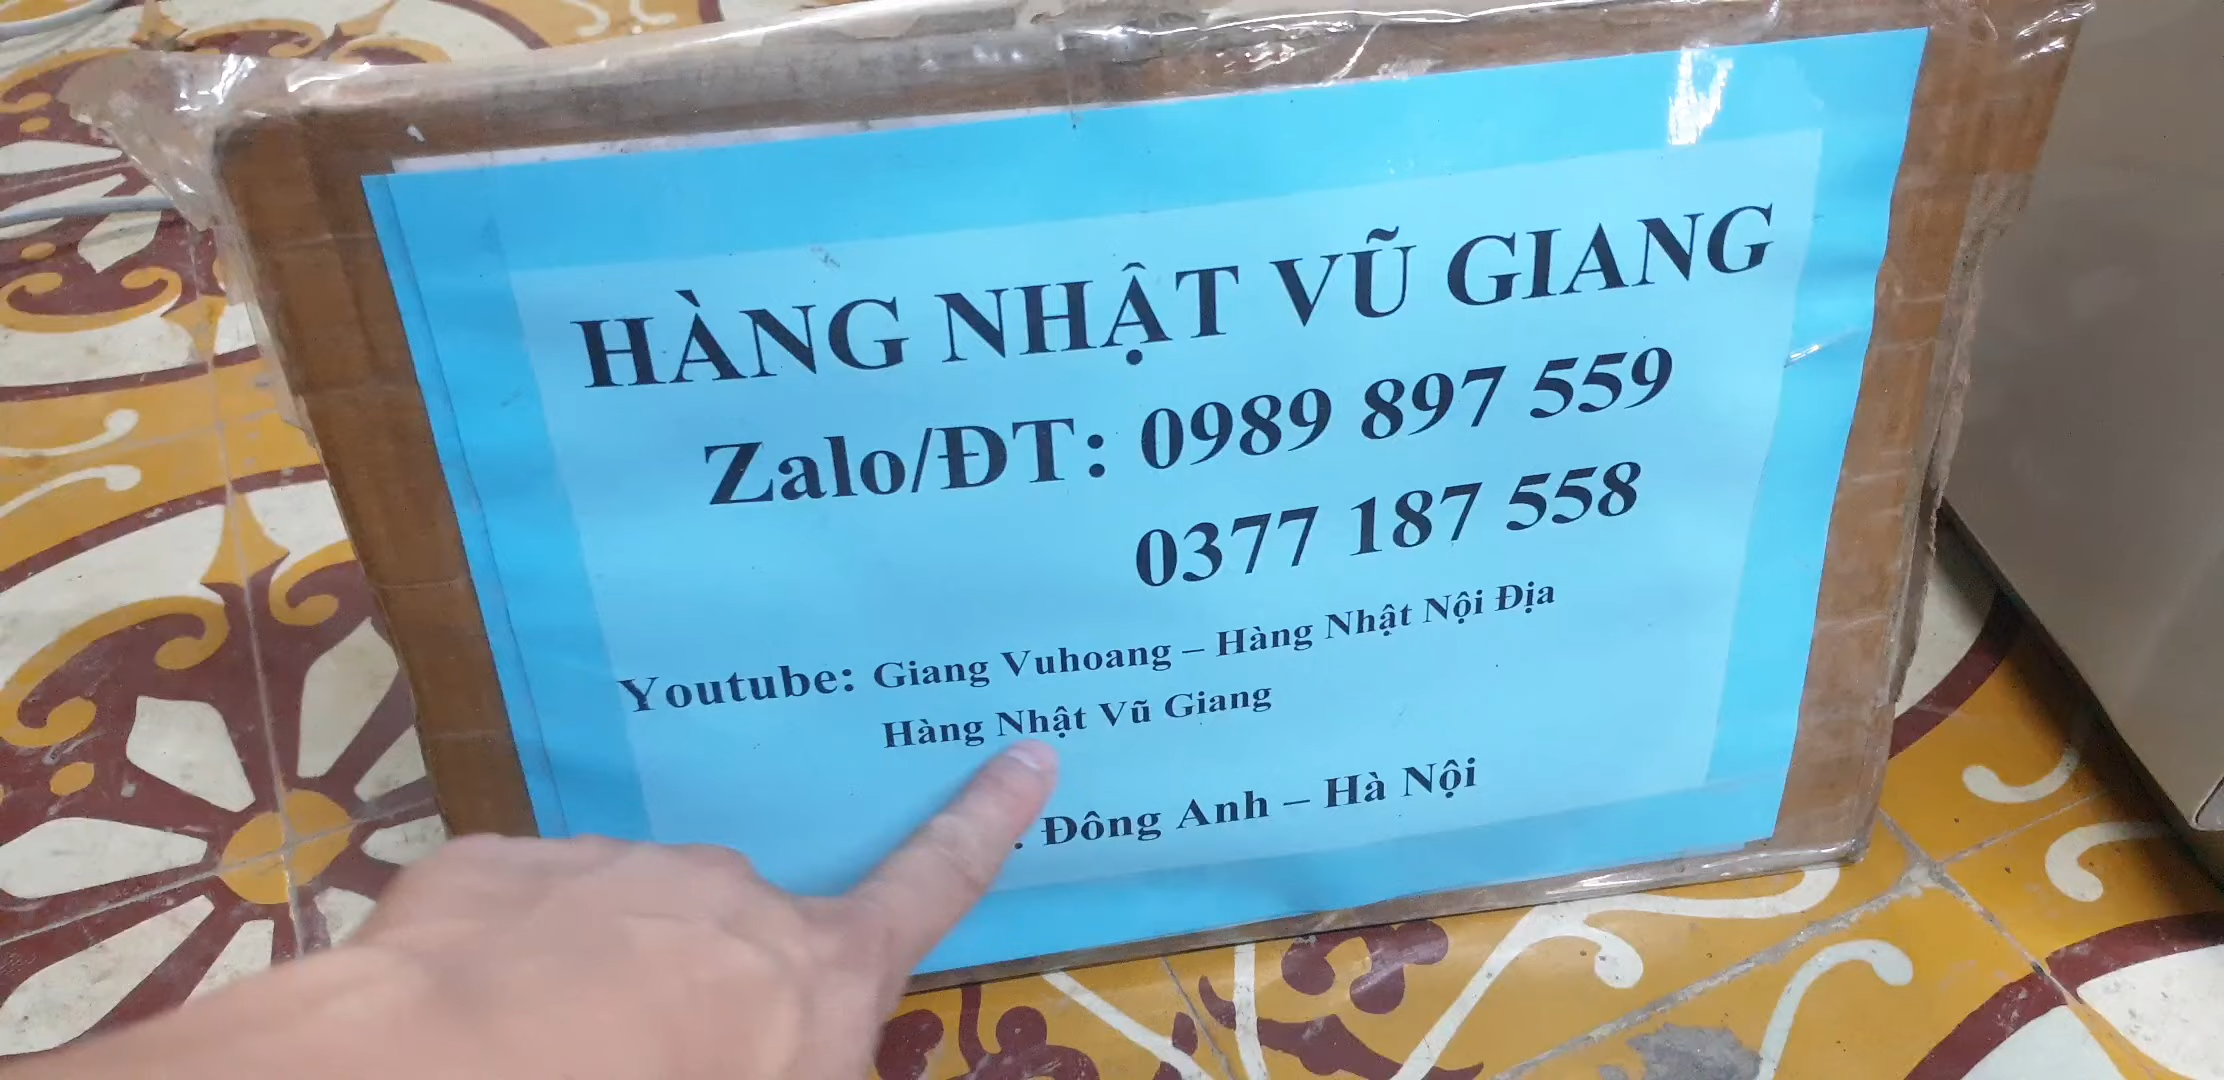 HÀNG NHẬT VŨ GIANG
Zalo/ĐT: 0989 897 559
0377 187 558
Youtube: Giang Vuhoang – Hàng Nhật Nội Địa
Hàng Nhật Vũ Giang
. Đông Anh – Hà Nội